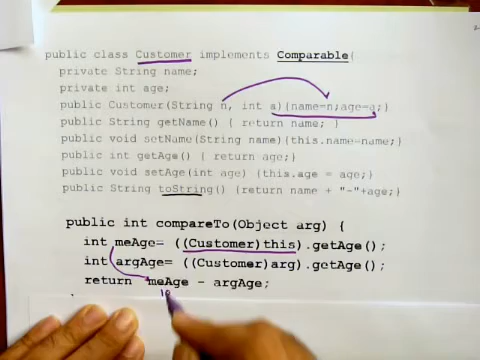 public class Customer implements Comparable{
private String name;
private int age;
public Customer(String n, int a){name=n;age=a;}
public String getName() { return name; }
public void setName(String name){this.name=name;}
public int getAge() { return age;}
public void setAge(int age) {this.age = age;}
public String toString() {return name + "-"+age;}
public int compareTo(Object arg) {
int meAge= ((Customer)this).getAge();
int argAge= ((Customer)arg).getAge();
return meAge - argAge;